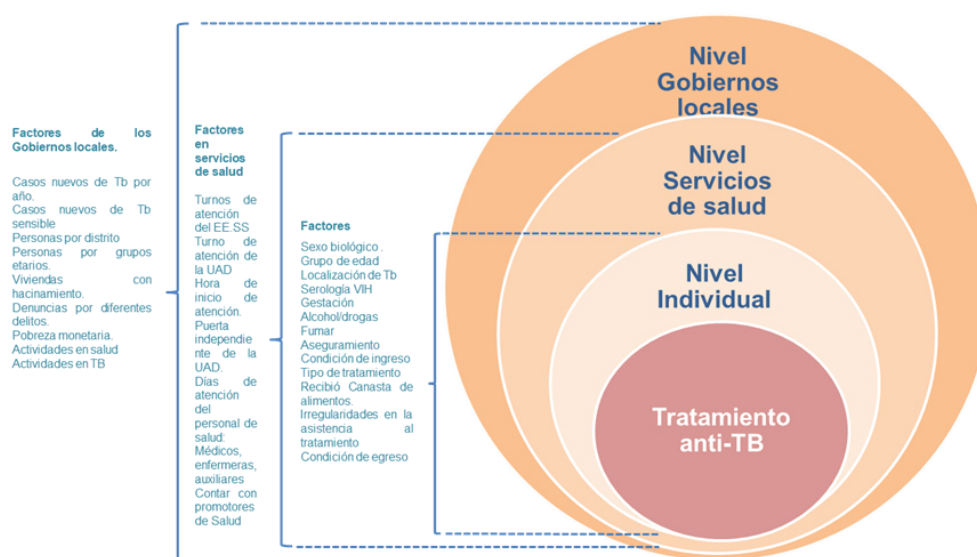 Factores de los
Gobiernos locales.
Casos nuevos de Tb por
año.
Casos nuevos de Tb
sensible
Personas por distrito
Personas por grupos
etarios.
Viviendas con
hacinamiento.
Denuncias por diferentes
delitos.
Pobreza monetaria.
Actividades en salud
Actividades en TB
Factores
en
servicios
de salud
Turnos de
atención
del EE.SS
Turno de
atención de
la UAD
Hora de
inicio de
atención.
Puerta
independie
nte de la
UAD.
Días de
atención
del
personal de
salud:
Médicos,
enfermeras,
auxiliares
Contar con
promotores
de Salud
Factores
Sexo biológico .
Grupo de edad
Localización de Tb
Serología VIH
Gestación
Alcohol/drogas
Fumar
Aseguramiento
Condición de ingreso
Tipo de tratamiento
Recibió Canasta de
alimentos.
Irregularidades en la
asistencia al
tratamiento
Condición de egreso
Nivel
Gobiernos
locales
Nivel
Servicios
de salud
Nivel
Individual
Tratamiento
anti-TB